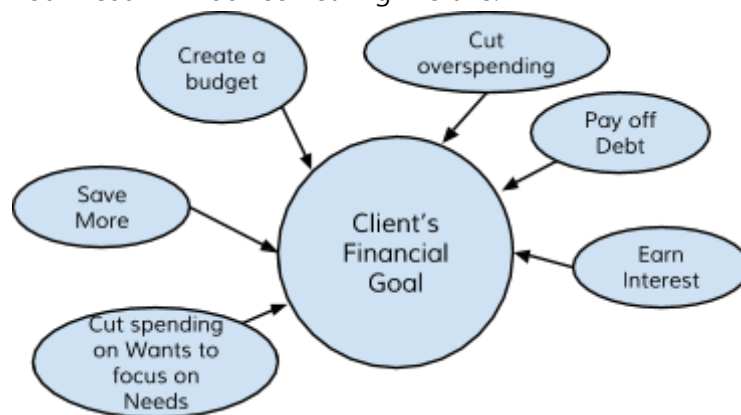 Create a
budget
Cut
overspending
Pay off
Debt
Save
More
Client's
Financial
Goal
Earn
Interest
Cut spending
on Wants to
focus on
Needs